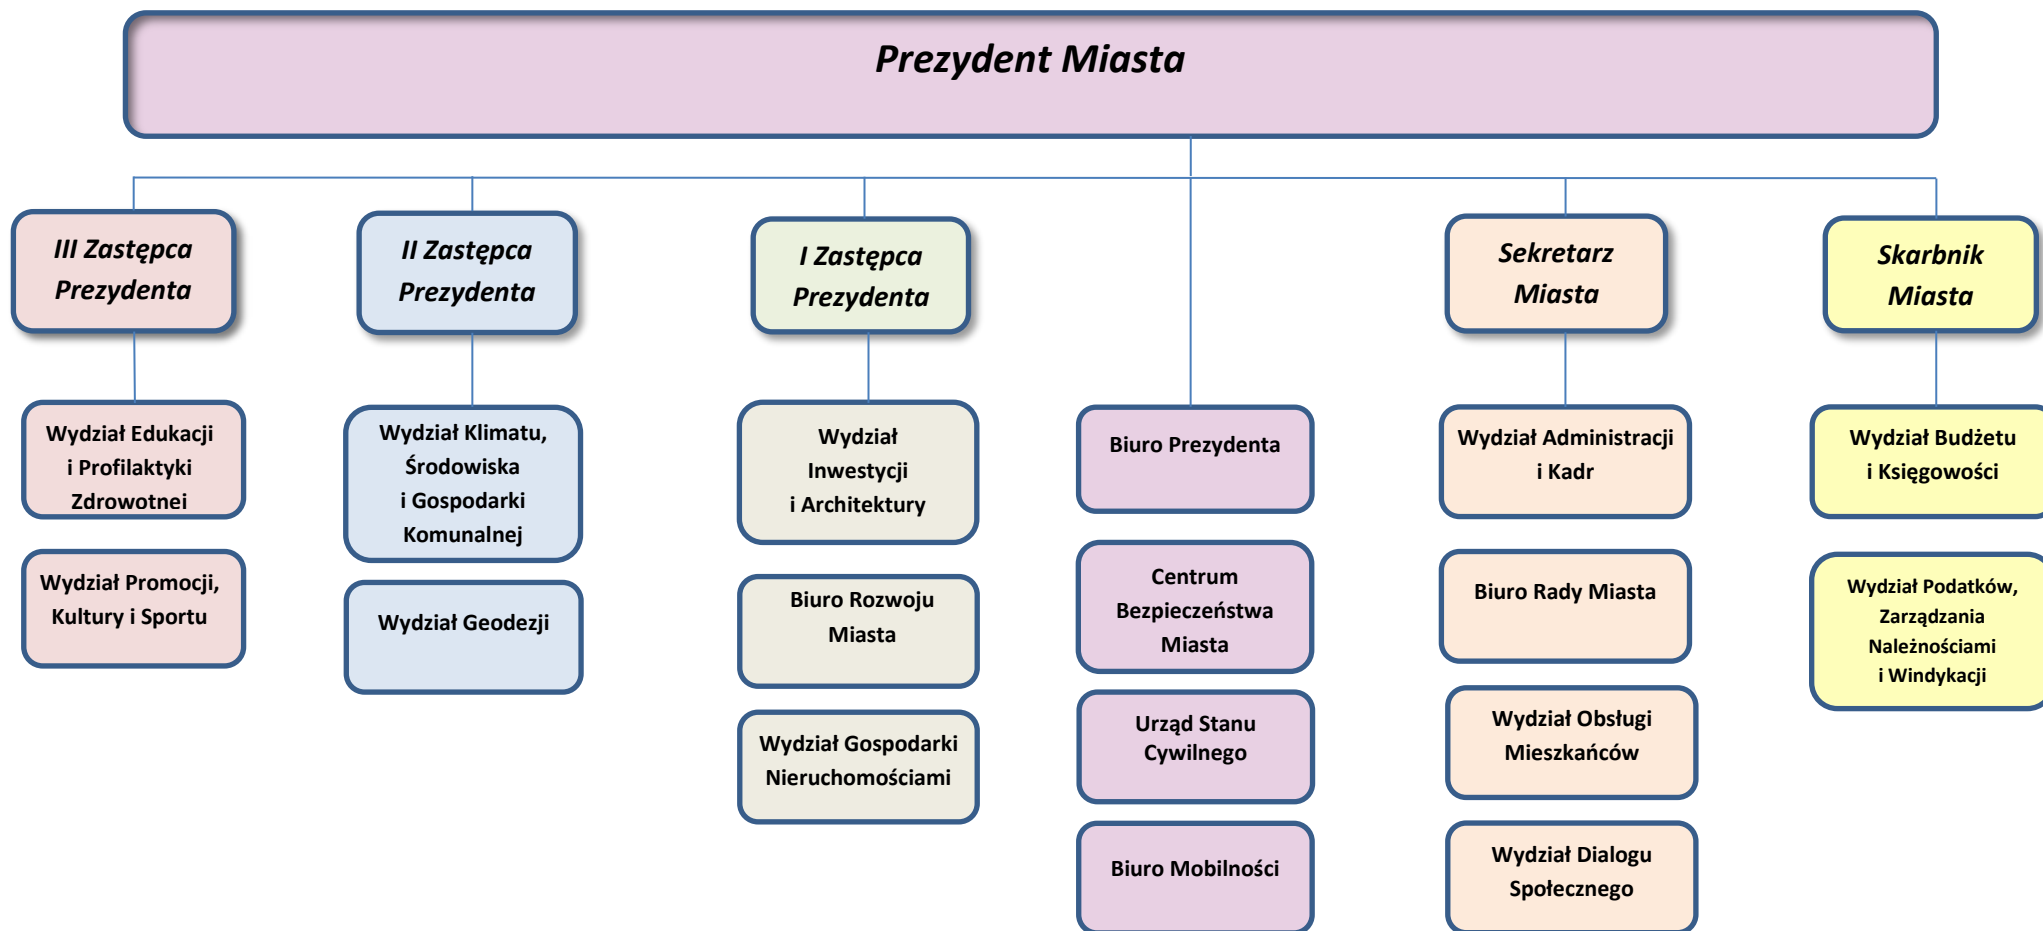 Prezydent Miasta
III Zastępca
Prezydenta
II Zastępca
Prezydenta
I Zastępca
Prezydenta
Sekretarz
Miasta
Skarbnik
Miasta
Wydział Edukacji
i Profilaktyki
Zdrowotnej
Wydział Promocji,
Kultury i Sportu
Wydział Klimatu,
Środowiska
i Gospodarki
Komunalnej
Wydział Geodezji
Wydział
Inwestycji
i Architektury
Biuro Rozwoju
Miasta
Wydział Gospodarki
Nieruchomościami
Biuro Prezydenta
Centrum
Bezpieczeństwa
Miasta
Urząd Stanu
Cywilnego
Biuro Mobilności
Wydział Administracji
i Kadr
Biuro Rady Miasta
Wydział Obsługi
Mieszkańców
Wydział Dialogu
Społecznego
Wydział Budżetu
i Księgowości
Wydział Podatków,
Zarządzania
Należnościami
i Windykacji